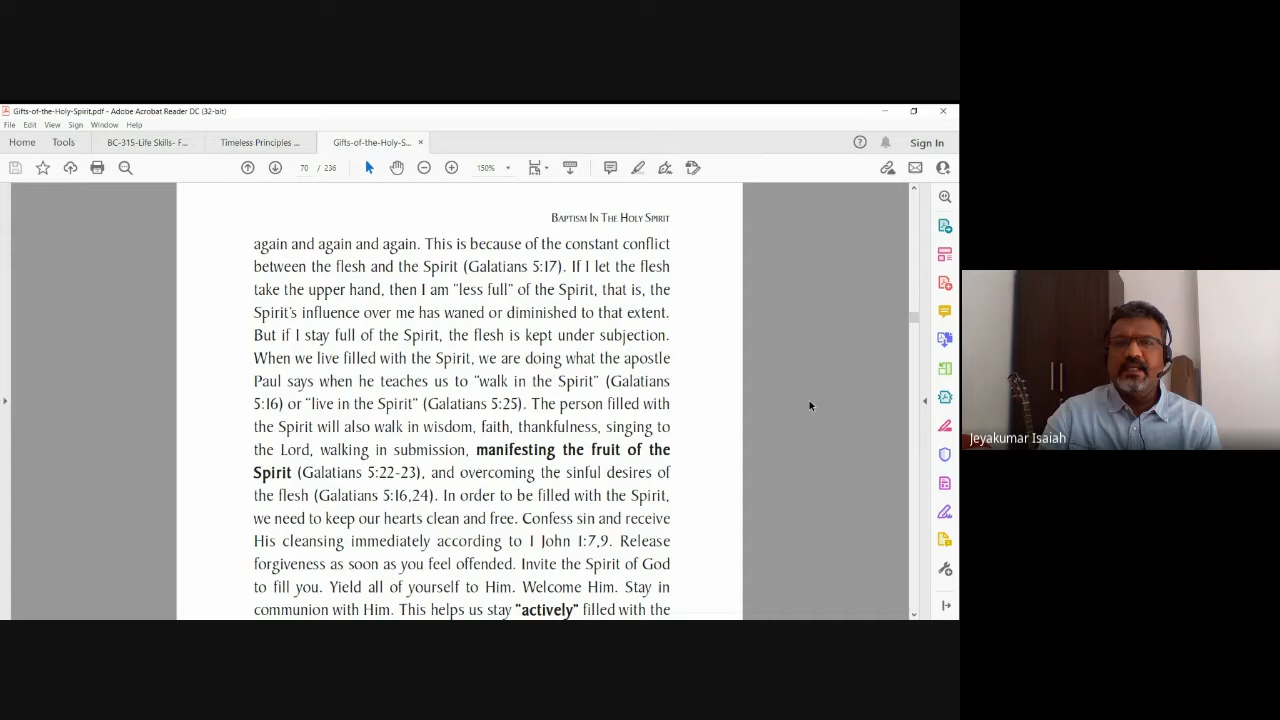 Gifts-of-the-Holy-Spirit.pdf - Adobe Acrobat Reader DC (32-bit)
File Edit View Sign Window Help
Home Tools BC-315-Life Skills- F... Timeless Principles ... Gifts-of-the-Holy-S... × Sign In
70 / 236 150%
BAPTISM IN THE HOLY SPIRIT
again and again and again. This is because of the constant conflict
between the flesh and the Spirit (Galatians 5:17). If I let the flesh
take the upper hand, then I am “less full” of the Spirit, that is, the
Spirit’s influence over me has waned or diminished to that extent.
But if I stay full of the Spirit, the flesh is kept under subjection.
When we live filled with the Spirit, we are doing what the apostle
Paul says when he teaches us to “walk in the Spirit” (Galatians
5:16) or “live in the Spirit” (Galatians 5:25). The person filled with
the Spirit will also walk in wisdom, faith, thankfulness, singing to
the Lord, walking in submission, manifesting the fruit of the
Spirit (Galatians 5:22-23), and overcoming the sinful desires of
the flesh (Galatians 5:16,24). In order to be filled with the Spirit,
we need to keep our hearts clean and free. Confess sin and receive
His cleansing immediately according to I John 1:7,9. Release
forgiveness as soon as you feel offended. Invite the Spirit of God
to fill you. Yield all of yourself to Him. Welcome Him. Stay in
communion with Him. This helps us stay “actively” filled with the
Jeyakumar Isaiah